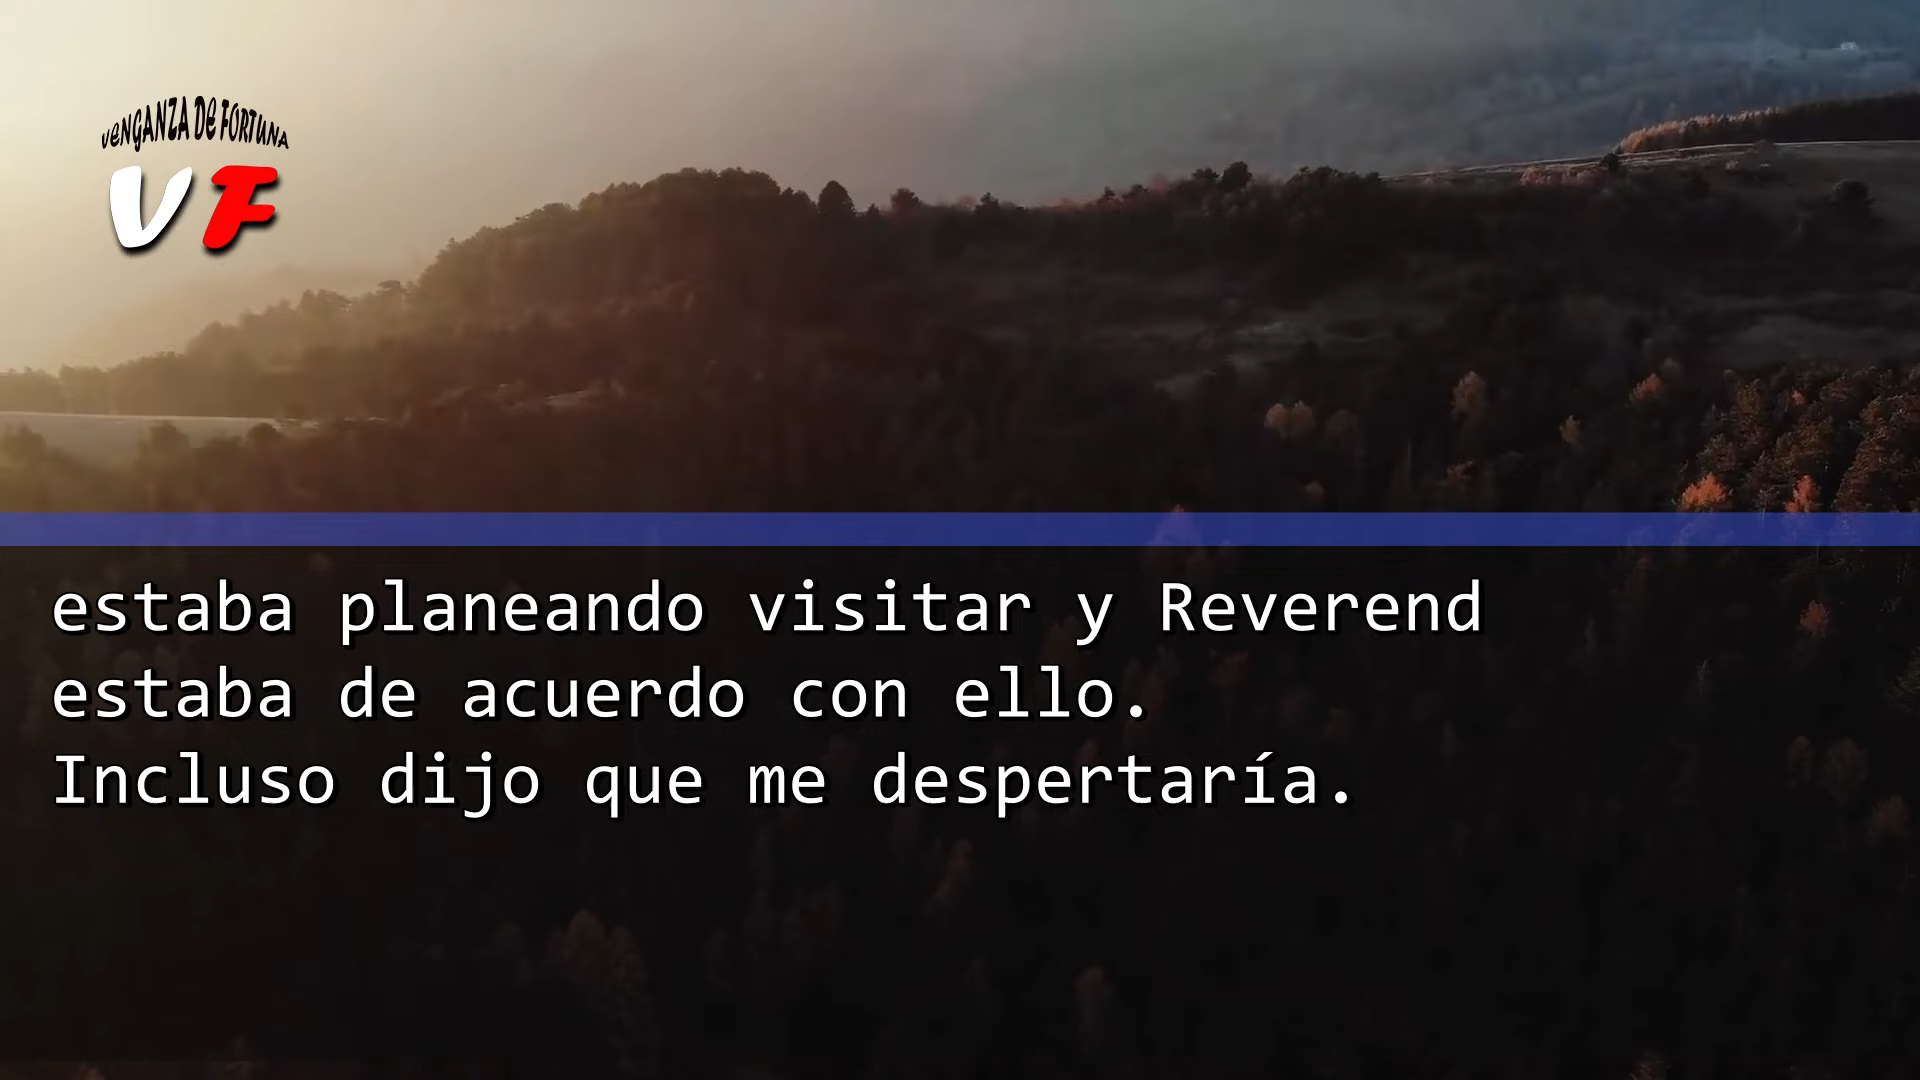 VENGANZA DE FORTUNA
VF
estaba planeando visitar y Reverend
estaba de acuerdo con ello.
Incluso dijo que me despertaría.